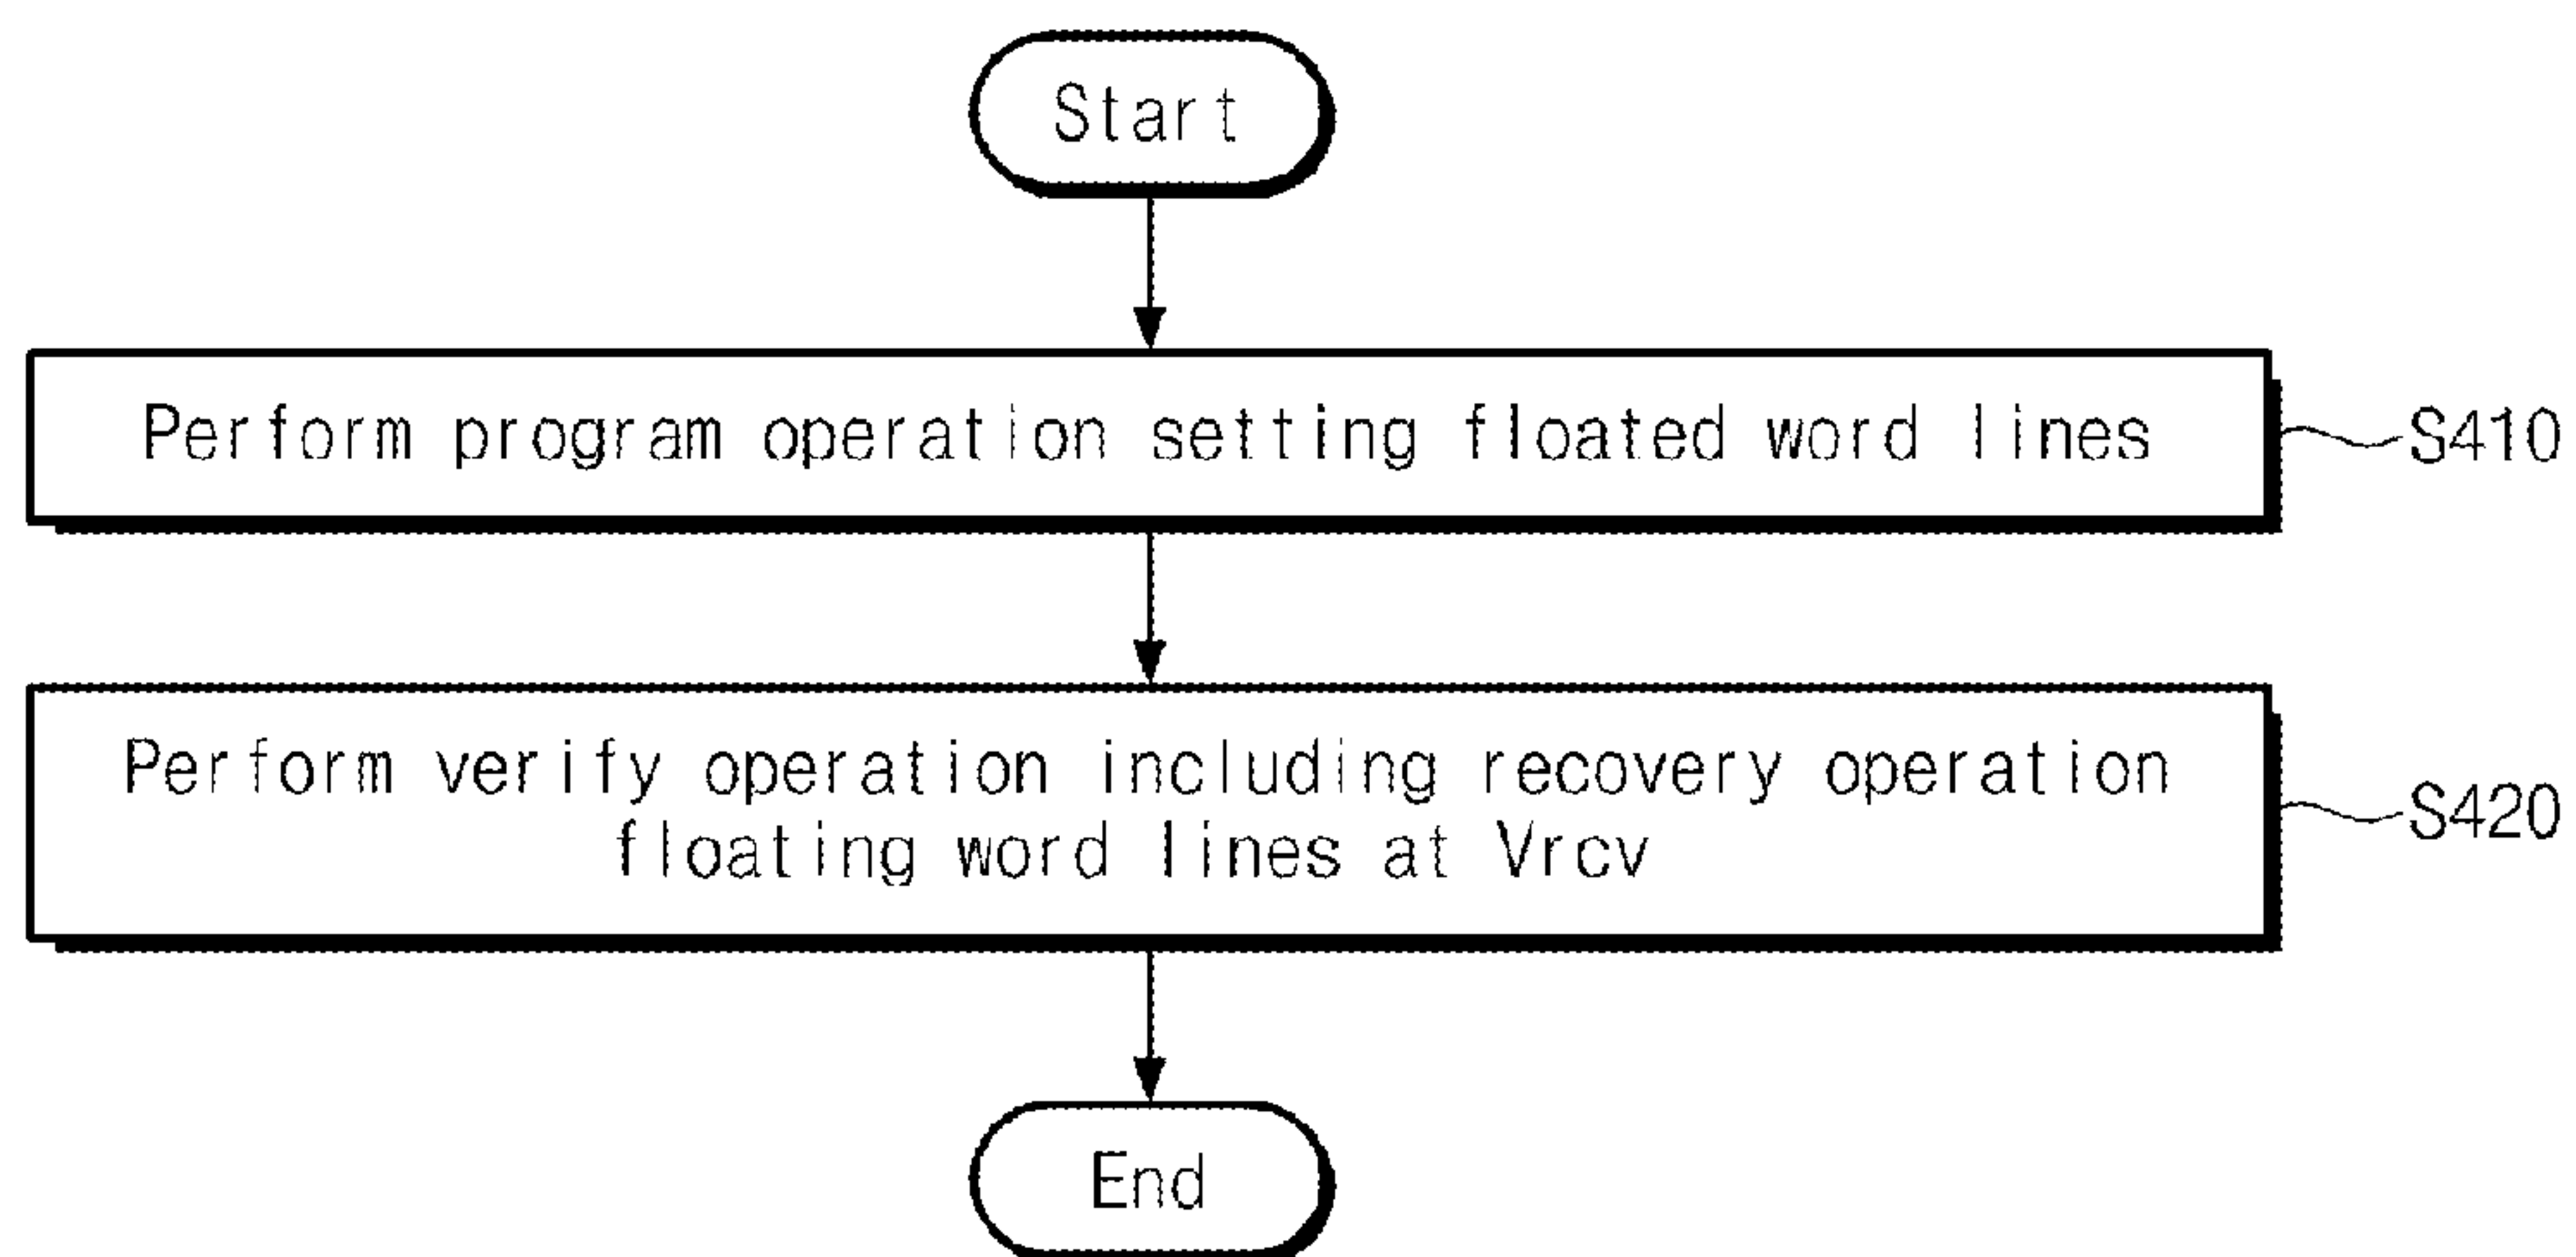 Start
Perform program operation setting floated word lines
S410
Perform verify operation including recovery operation
floating word lines at Vrcv
S420
End